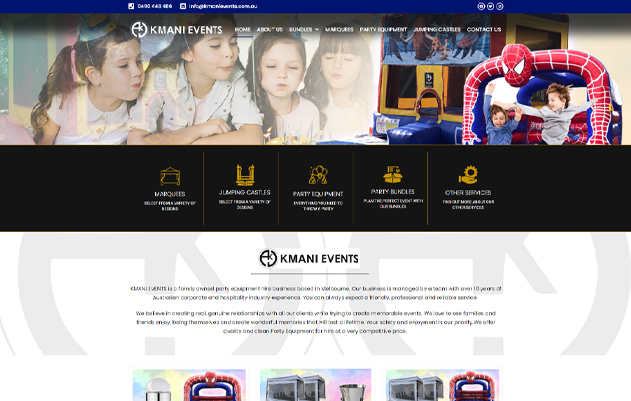 0490 448 486 info@kmanievents.com.au
KMANI EVENTS HOME ABOUT US BUNDLES MARQUEES PARTY EQUIPMENT JUMPING CASTLES CONTACT US
MARQUEES JUMPING CASTLES PARTY EQUIPMENT PARTY BUNDLES OTHER SERVICES
SELECT FROM A VARIETY OF SELECT FROM A VARIETY OF EVERYTHING YOU NEED TO PLAN THE PERFECT EVENT WITH FIND OUT MORE ABOUT OUR
DESIGNS DESIGNS THROW A PARTY OUR BUNDLES OTHER SERVICES
KMANI EVENTS
KMANI EVENTS is a family owned party equipment hire business based in Melbourne. Our business is managed by a team with over 10 years of
Australian corporate and hospitality industry experience. You can always expect a friendly, professional and reliable service.
We believe in creating real, genuine relationships with all our clients while trying to create memorable events. We love to see families and
friends enjoy, being themselves and create wonderful memories that will last a lifetime. Your safety and enjoyment is our priority. We offer
quality and clean Party Equipment for hire at a very competitive price.